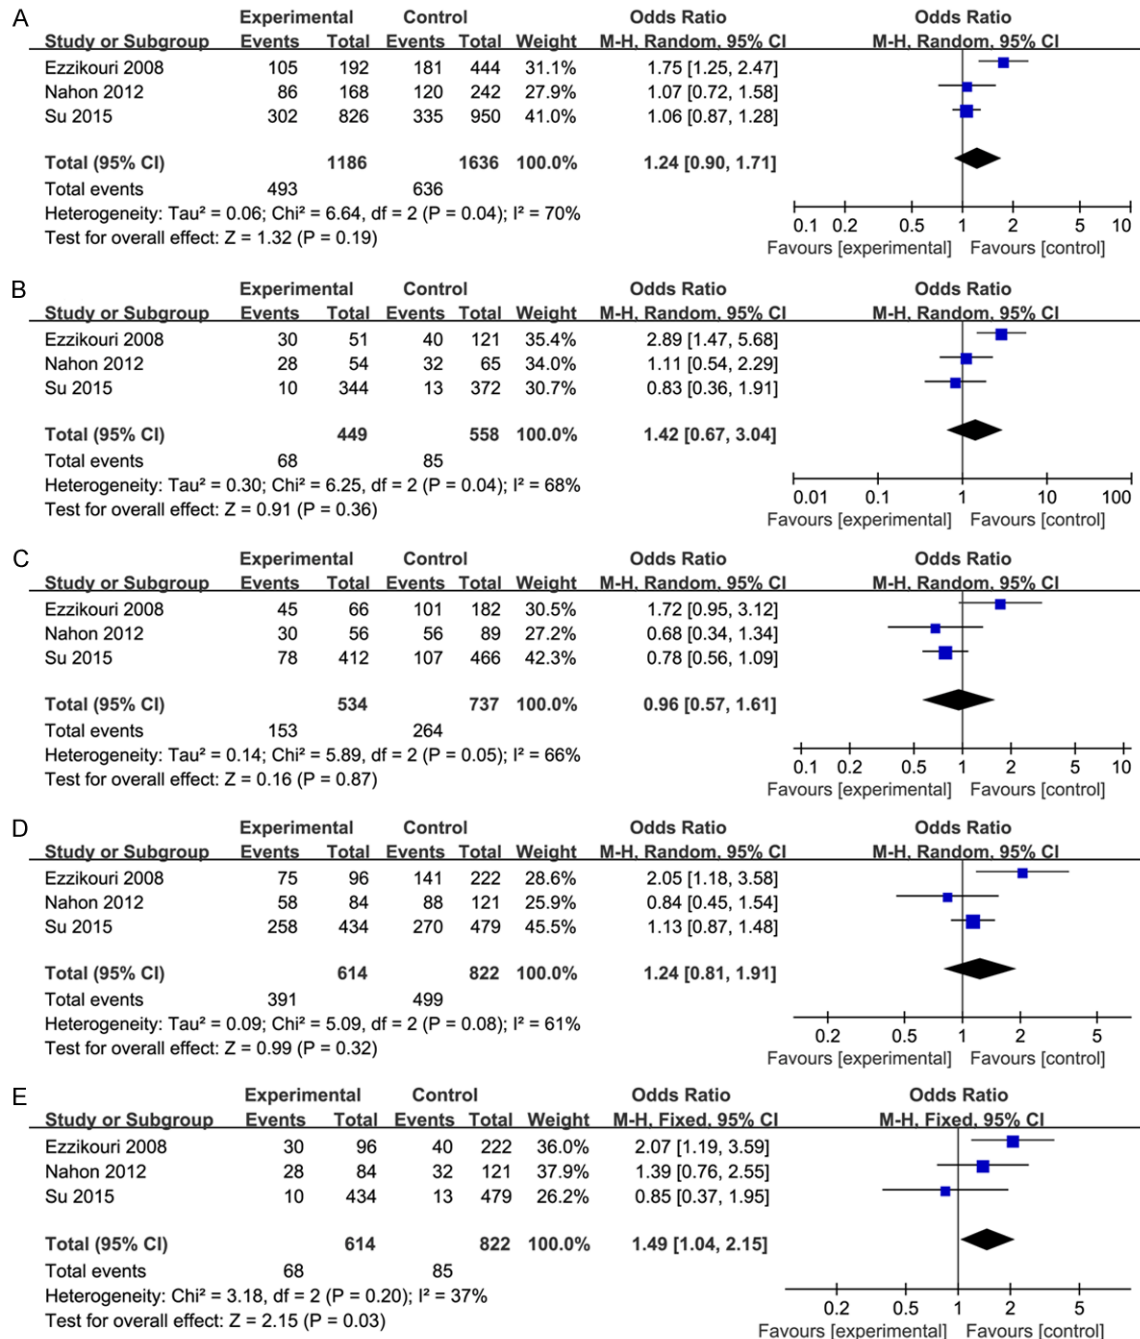 A
Experimental Control Odds Ratio Odds Ratio
Study or Subgroup Events Total Events Total Weight M-H, Random, 95% CI M-H, Random, 95% CI
Ezzikouri 2008 105 192 181 444 31.1% 1.75 [1.25, 2.47]
Nahon 2012 86 168 120 242 27.9% 1.07 [0.72, 1.58]
Su 2015 302 826 335 950 41.0% 1.06 [0.87, 1.28]
Total (95% CI) 1186 1636 100.0% 1.24 [0.90, 1.71]
Total events 493 636
Heterogeneity: Tau² = 0.06; Chi² = 6.64, df = 2 (P = 0.04); I² = 70%
Test for overall effect: Z = 1.32 (P = 0.19)
0.1 0.2 0.5 1 2 5 10
Favours [experimental] Favours [control]
B
Experimental Control Odds Ratio Odds Ratio
Study or Subgroup Events Total Events Total Weight M-H, Random, 95% CI M-H, Random, 95% CI
Ezzikouri 2008 30 51 40 121 35.4% 2.89 [1.47, 5.68]
Nahon 2012 28 54 32 65 34.0% 1.11 [0.54, 2.29]
Su 2015 10 344 13 372 30.7% 0.83 [0.36, 1.91]
Total (95% CI) 449 558 100.0% 1.42 [0.67, 3.04]
Total events 68 85
Heterogeneity: Tau² = 0.30; Chi² = 6.25, df = 2 (P = 0.04); I² = 68%
Test for overall effect: Z = 0.91 (P = 0.36)
0.01 0.1 1 10 100
Favours [experimental] Favours [control]
C
Experimental Control Odds Ratio Odds Ratio
Study or Subgroup Events Total Events Total Weight M-H, Random, 95% CI M-H, Random, 95% CI
Ezzikouri 2008 45 66 101 182 30.5% 1.72 [0.95, 3.12]
Nahon 2012 30 56 56 89 27.2% 0.68 [0.34, 1.34]
Su 2015 78 412 107 466 42.3% 0.78 [0.56, 1.09]
Total (95% CI) 534 737 100.0% 0.96 [0.57, 1.61]
Total events 153 264
Heterogeneity: Tau² = 0.14; Chi² = 5.89, df = 2 (P = 0.05); I² = 66%
Test for overall effect: Z = 0.16 (P = 0.87)
0.1 0.2 0.5 1 2 5 10
Favours [experimental] Favours [control]
D
Experimental Control Odds Ratio Odds Ratio
Study or Subgroup Events Total Events Total Weight M-H, Random, 95% CI M-H, Random, 95% CI
Ezzikouri 2008 75 96 141 222 28.6% 2.05 [1.18, 3.58]
Nahon 2012 58 84 88 121 25.9% 0.84 [0.45, 1.54]
Su 2015 258 434 270 479 45.5% 1.13 [0.87, 1.48]
Total (95% CI) 614 822 100.0% 1.24 [0.81, 1.91]
Total events 391 499
Heterogeneity: Tau² = 0.09; Chi² = 5.09, df = 2 (P = 0.08); I² = 61%
Test for overall effect: Z = 0.99 (P = 0.32)
0.2 0.5 1 2 5
Favours [experimental] Favours [control]
E
Experimental Control Odds Ratio Odds Ratio
Study or Subgroup Events Total Events Total Weight M-H, Fixed, 95% CI M-H, Fixed, 95% CI
Ezzikouri 2008 30 96 40 222 36.0% 2.07 [1.19, 3.59]
Nahon 2012 28 84 32 121 37.9% 1.39 [0.76, 2.55]
Su 2015 10 434 13 479 26.2% 0.85 [0.37, 1.95]
Total (95% CI) 614 822 100.0% 1.49 [1.04, 2.15]
Total events 68 85
Heterogeneity: Chi² = 3.18, df = 2 (P = 0.20); I² = 37%
Test for overall effect: Z = 2.15 (P = 0.03)
0.2 0.5 1 2 5
Favours [experimental] Favours [control]